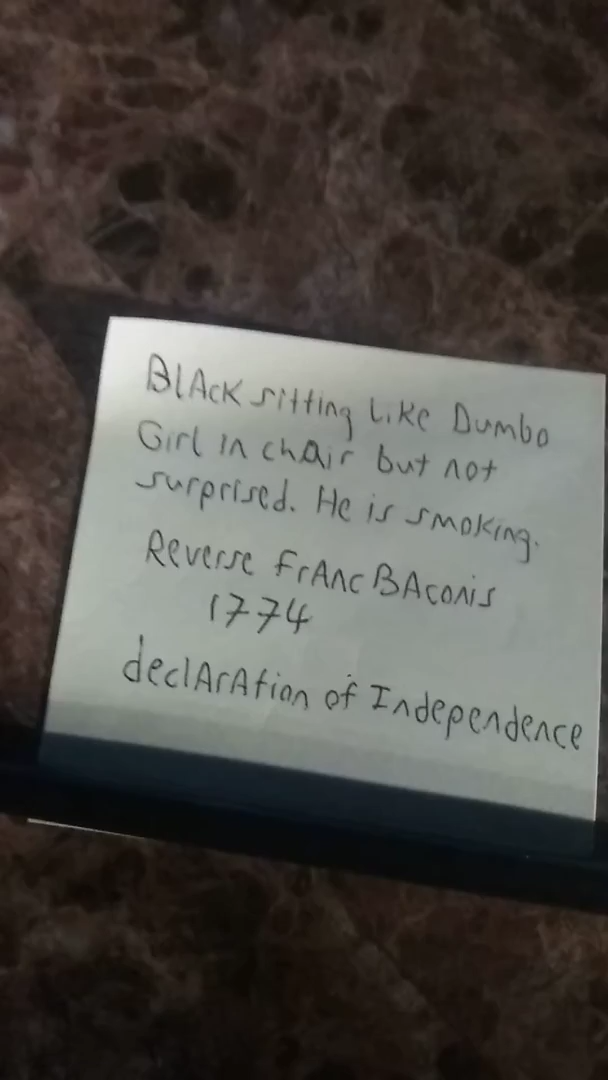 BlAck sitting Like Dumbo
Girl in chAir but not
surprised. He is smoking.
Reverse FrAnc BAconis
1774
declArAtion of Independence